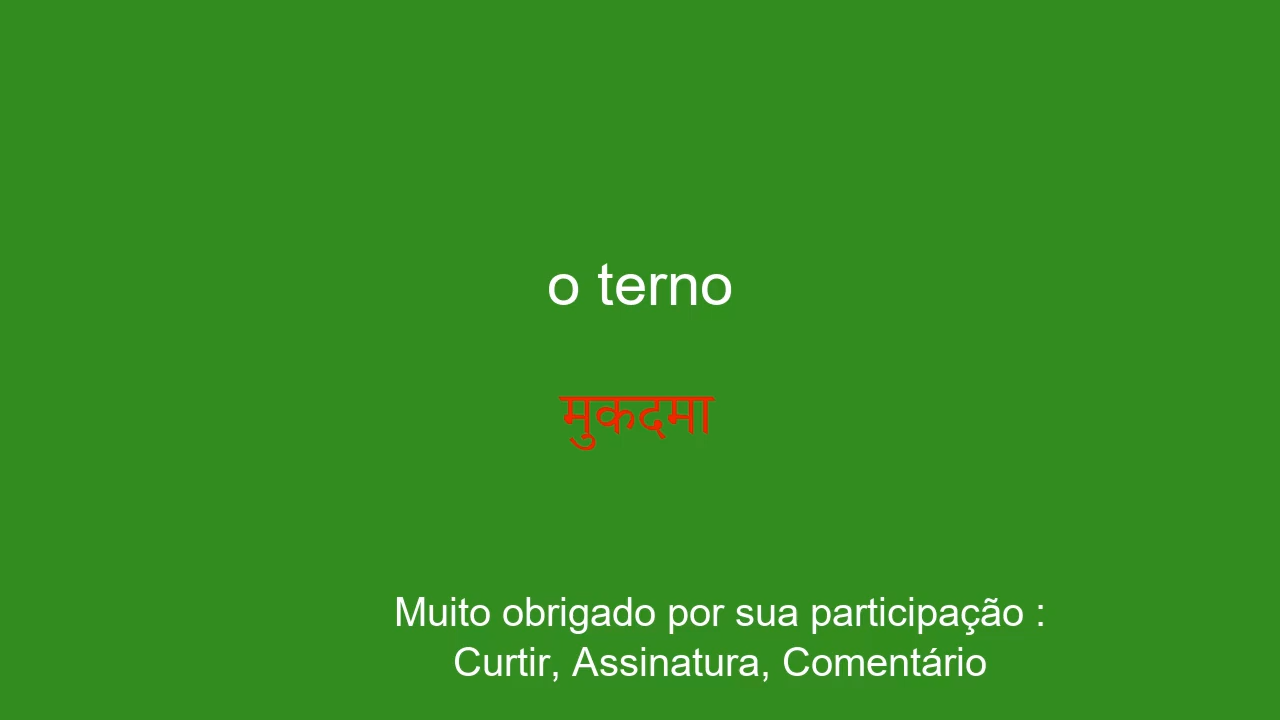 o terno
मुकदमा
Muito obrigado por sua participação :
Curtir, Assinatura, Comentário